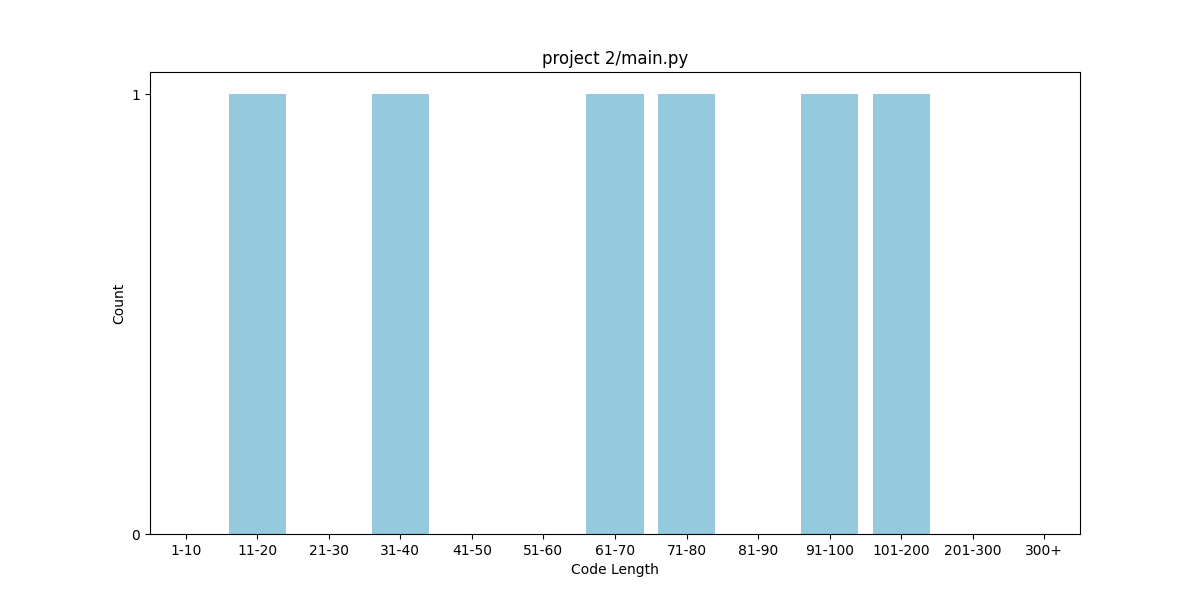 project 2/main.py
Count
1
0
1-10 11-20 21-30 31-40 41-50 51-60 61-70 71-80 81-90 91-100 101-200 201-300 300+
Code Length